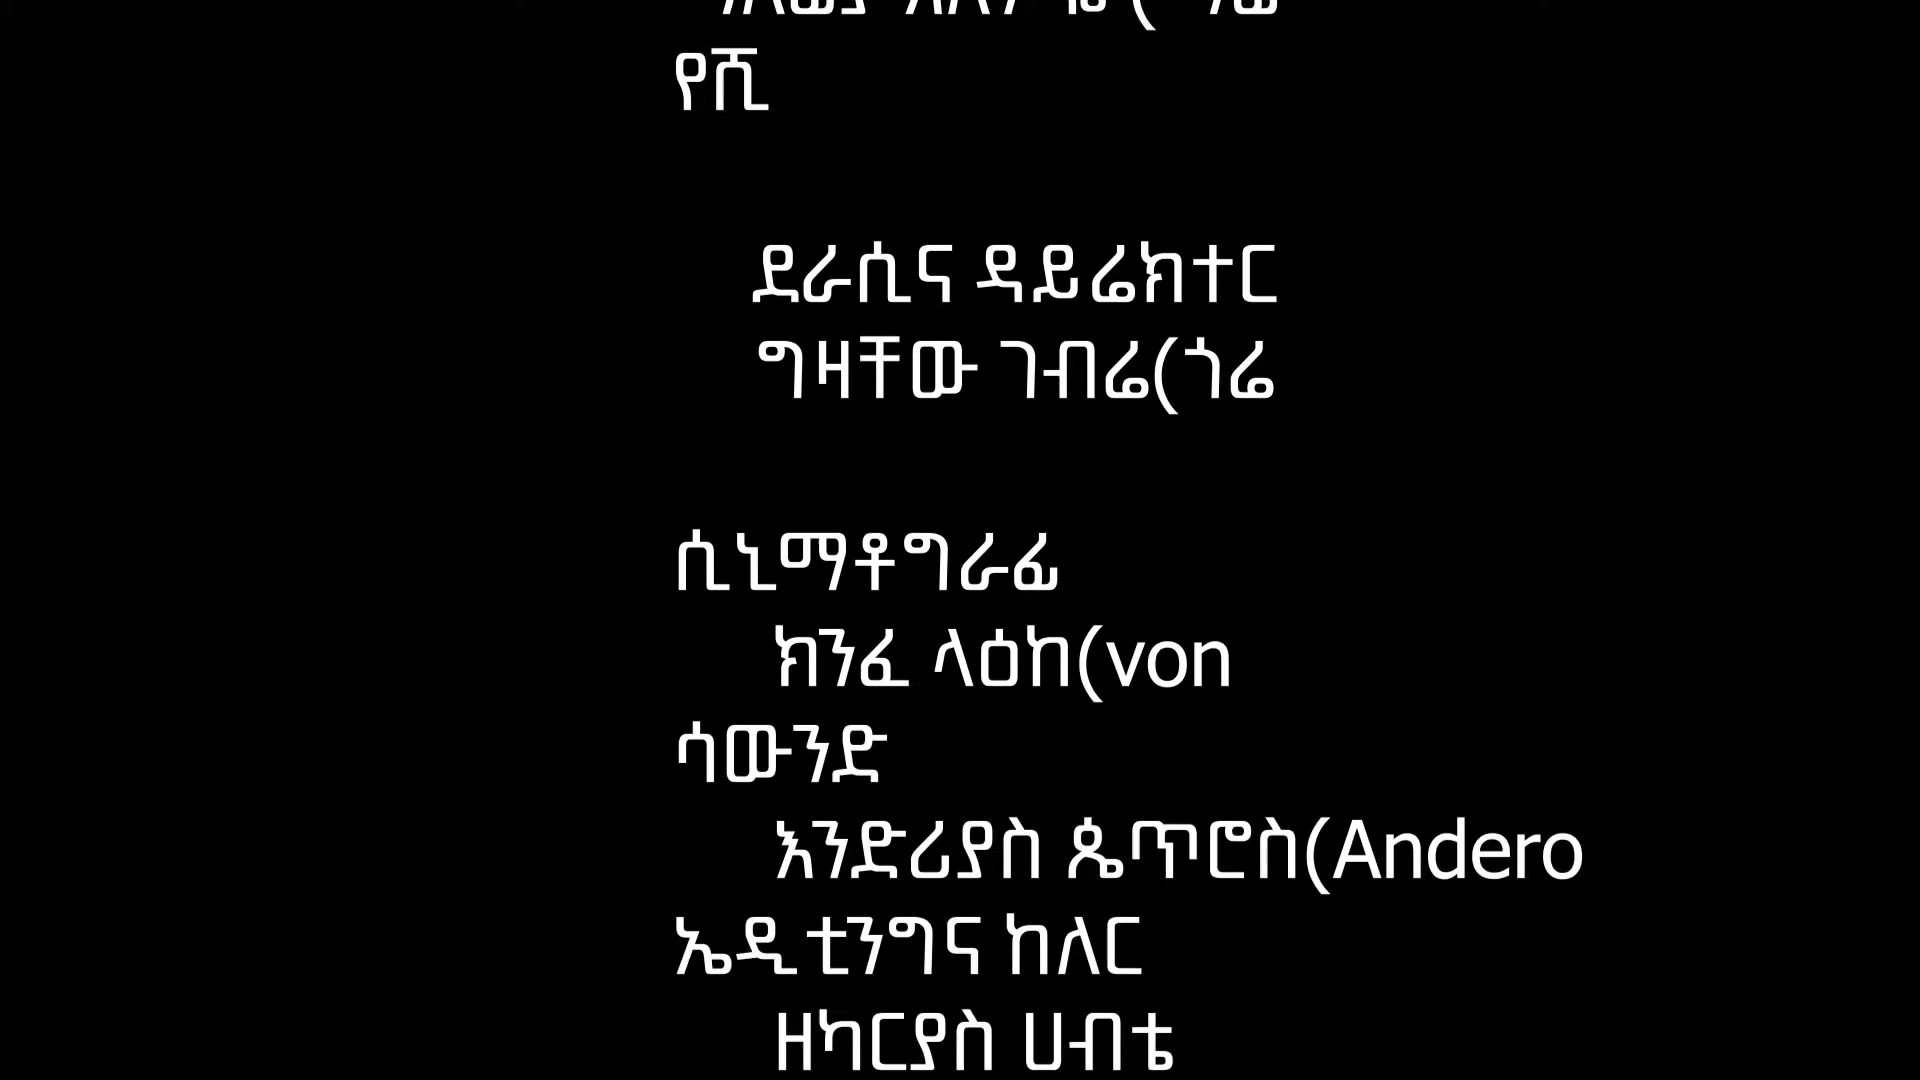 የሺ
ደራሲና ዳይሬክተር
ግዛቸው ገብሬ(ጎሬ
ሲኒማቶግራፊ
ክንፈ ላዕከ(von
ሳውንድ
እንድሪያስ ጴጥሮስ(Andero
ኤዲቲንግና ከለር
ዘካርያስ ሀብቴ